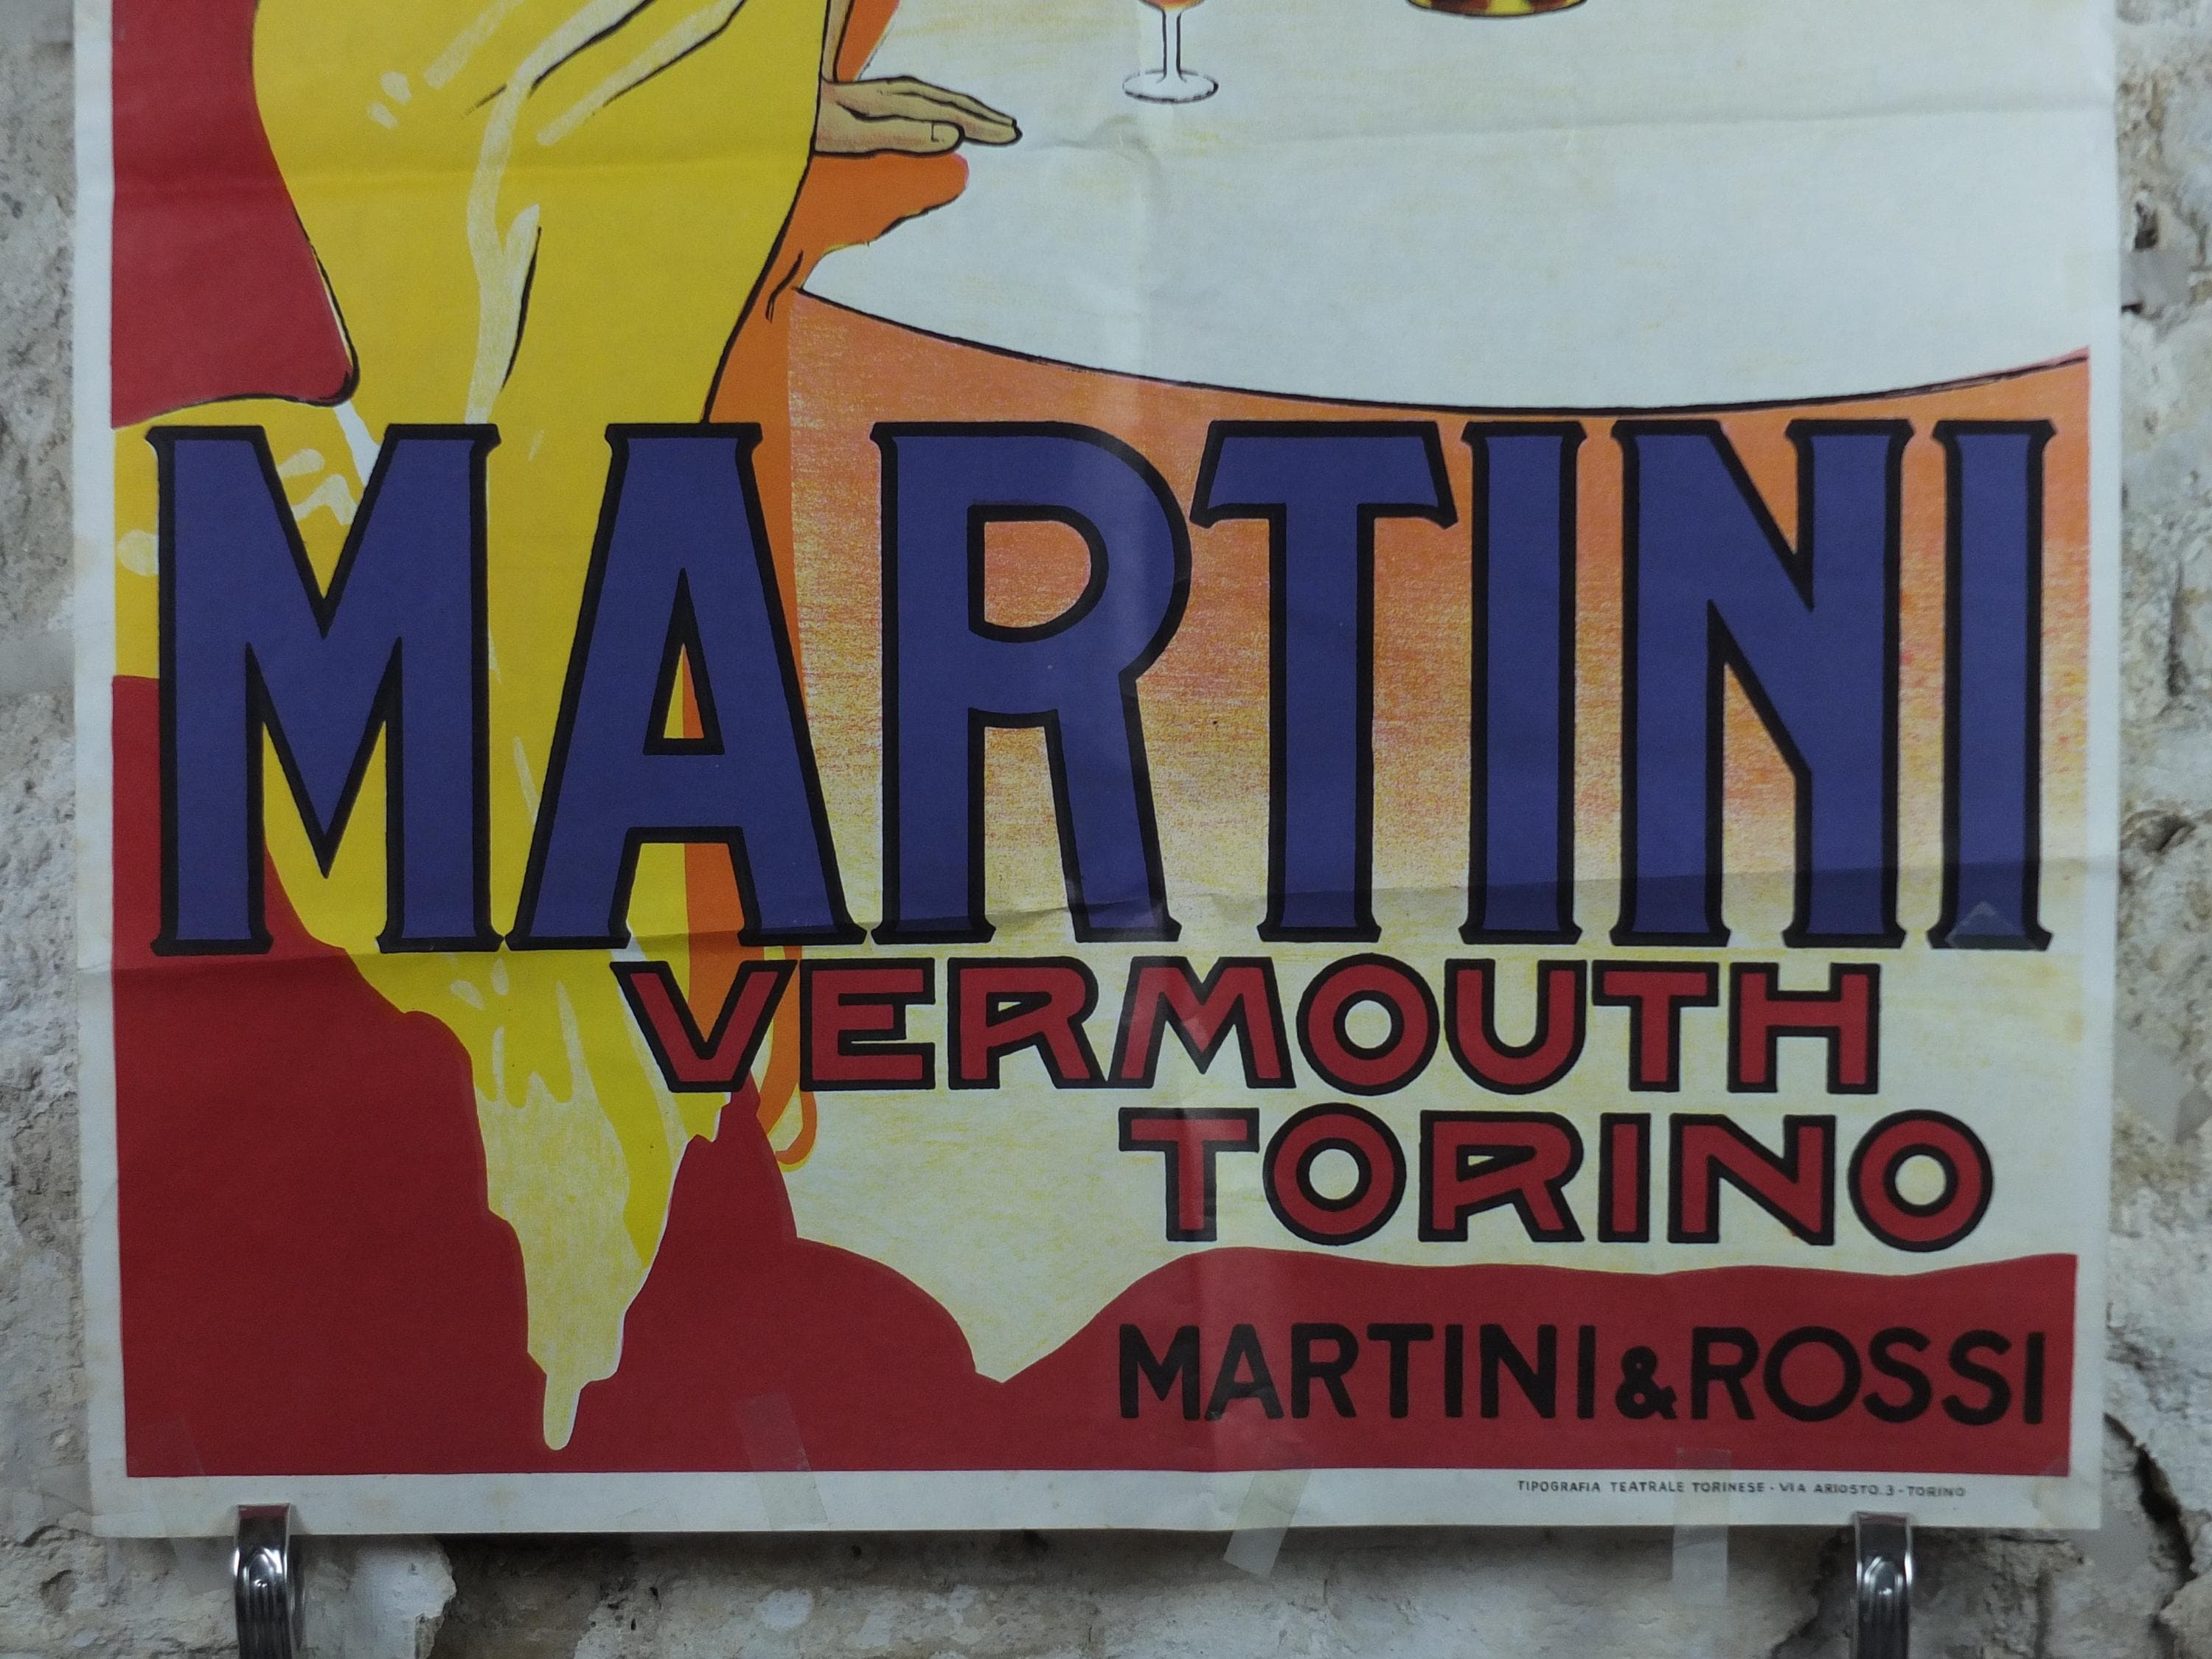 MARTINI
VERMOUTH
TORINO
MARTINI & ROSSI
TIPOGRAFIA TEATRALE TORINESE - VIA ARIOSTO.3 - TORINO